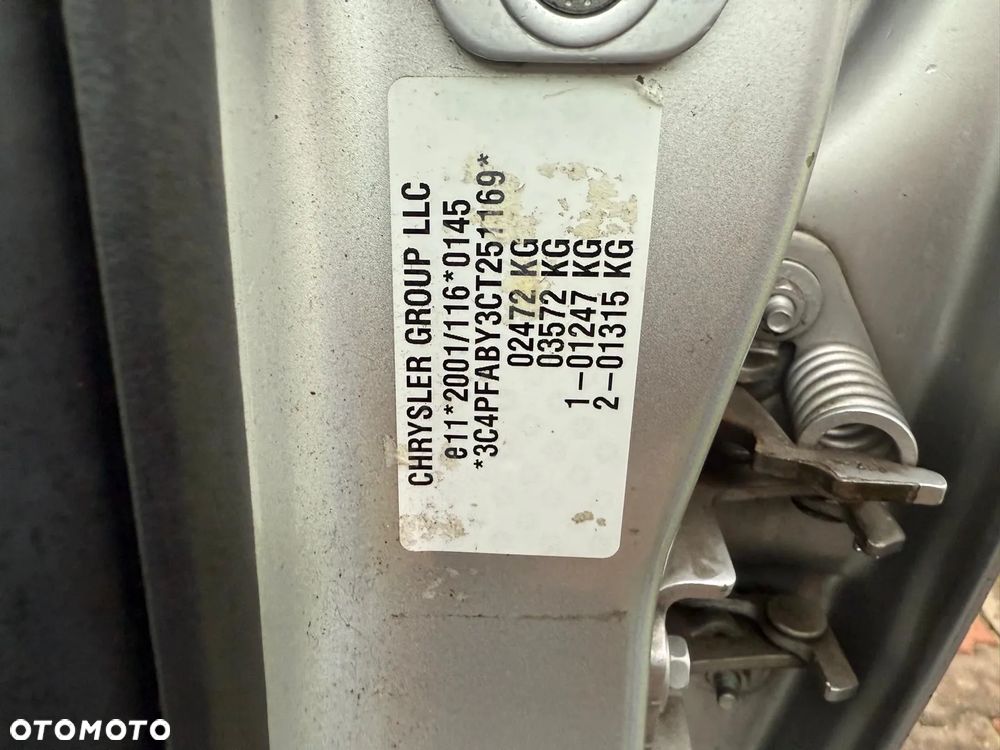 CHRYSLER GROUP LLC
e11*2001/116*0145
*3C4PFABY3CT251169*
02472 KG
03572 KG
1-01247 KG
2-01315 KG
OTOMOTO